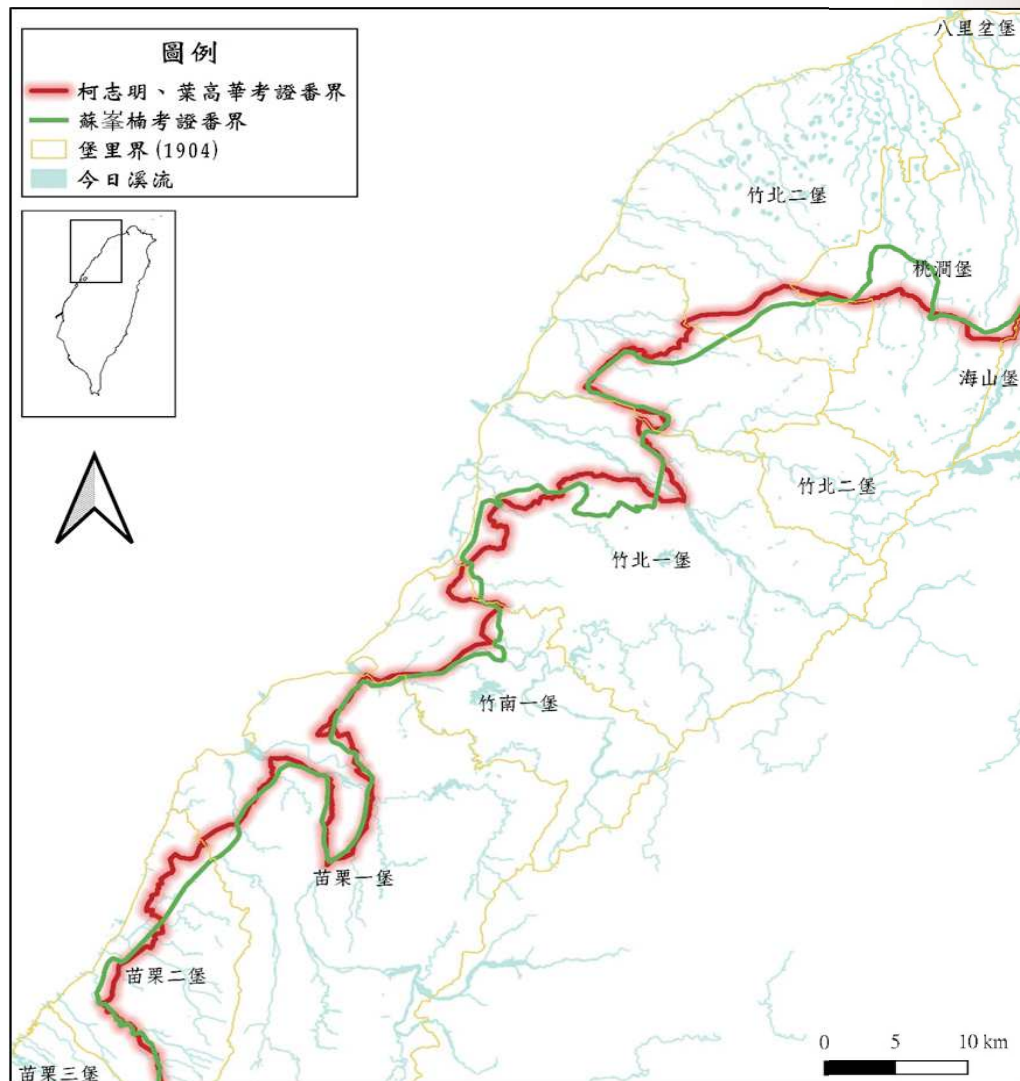 圖例
柯志明、葉高華考證番界
蘇峯楠考證番界
堡里界(1904)
今日溪流
八里坌堡
竹北二堡
桃澗堡
海山堡
竹北二堡
竹北一堡
竹南一堡
苗栗一堡
苗栗二堡
苗栗三堡
0 5 10 km